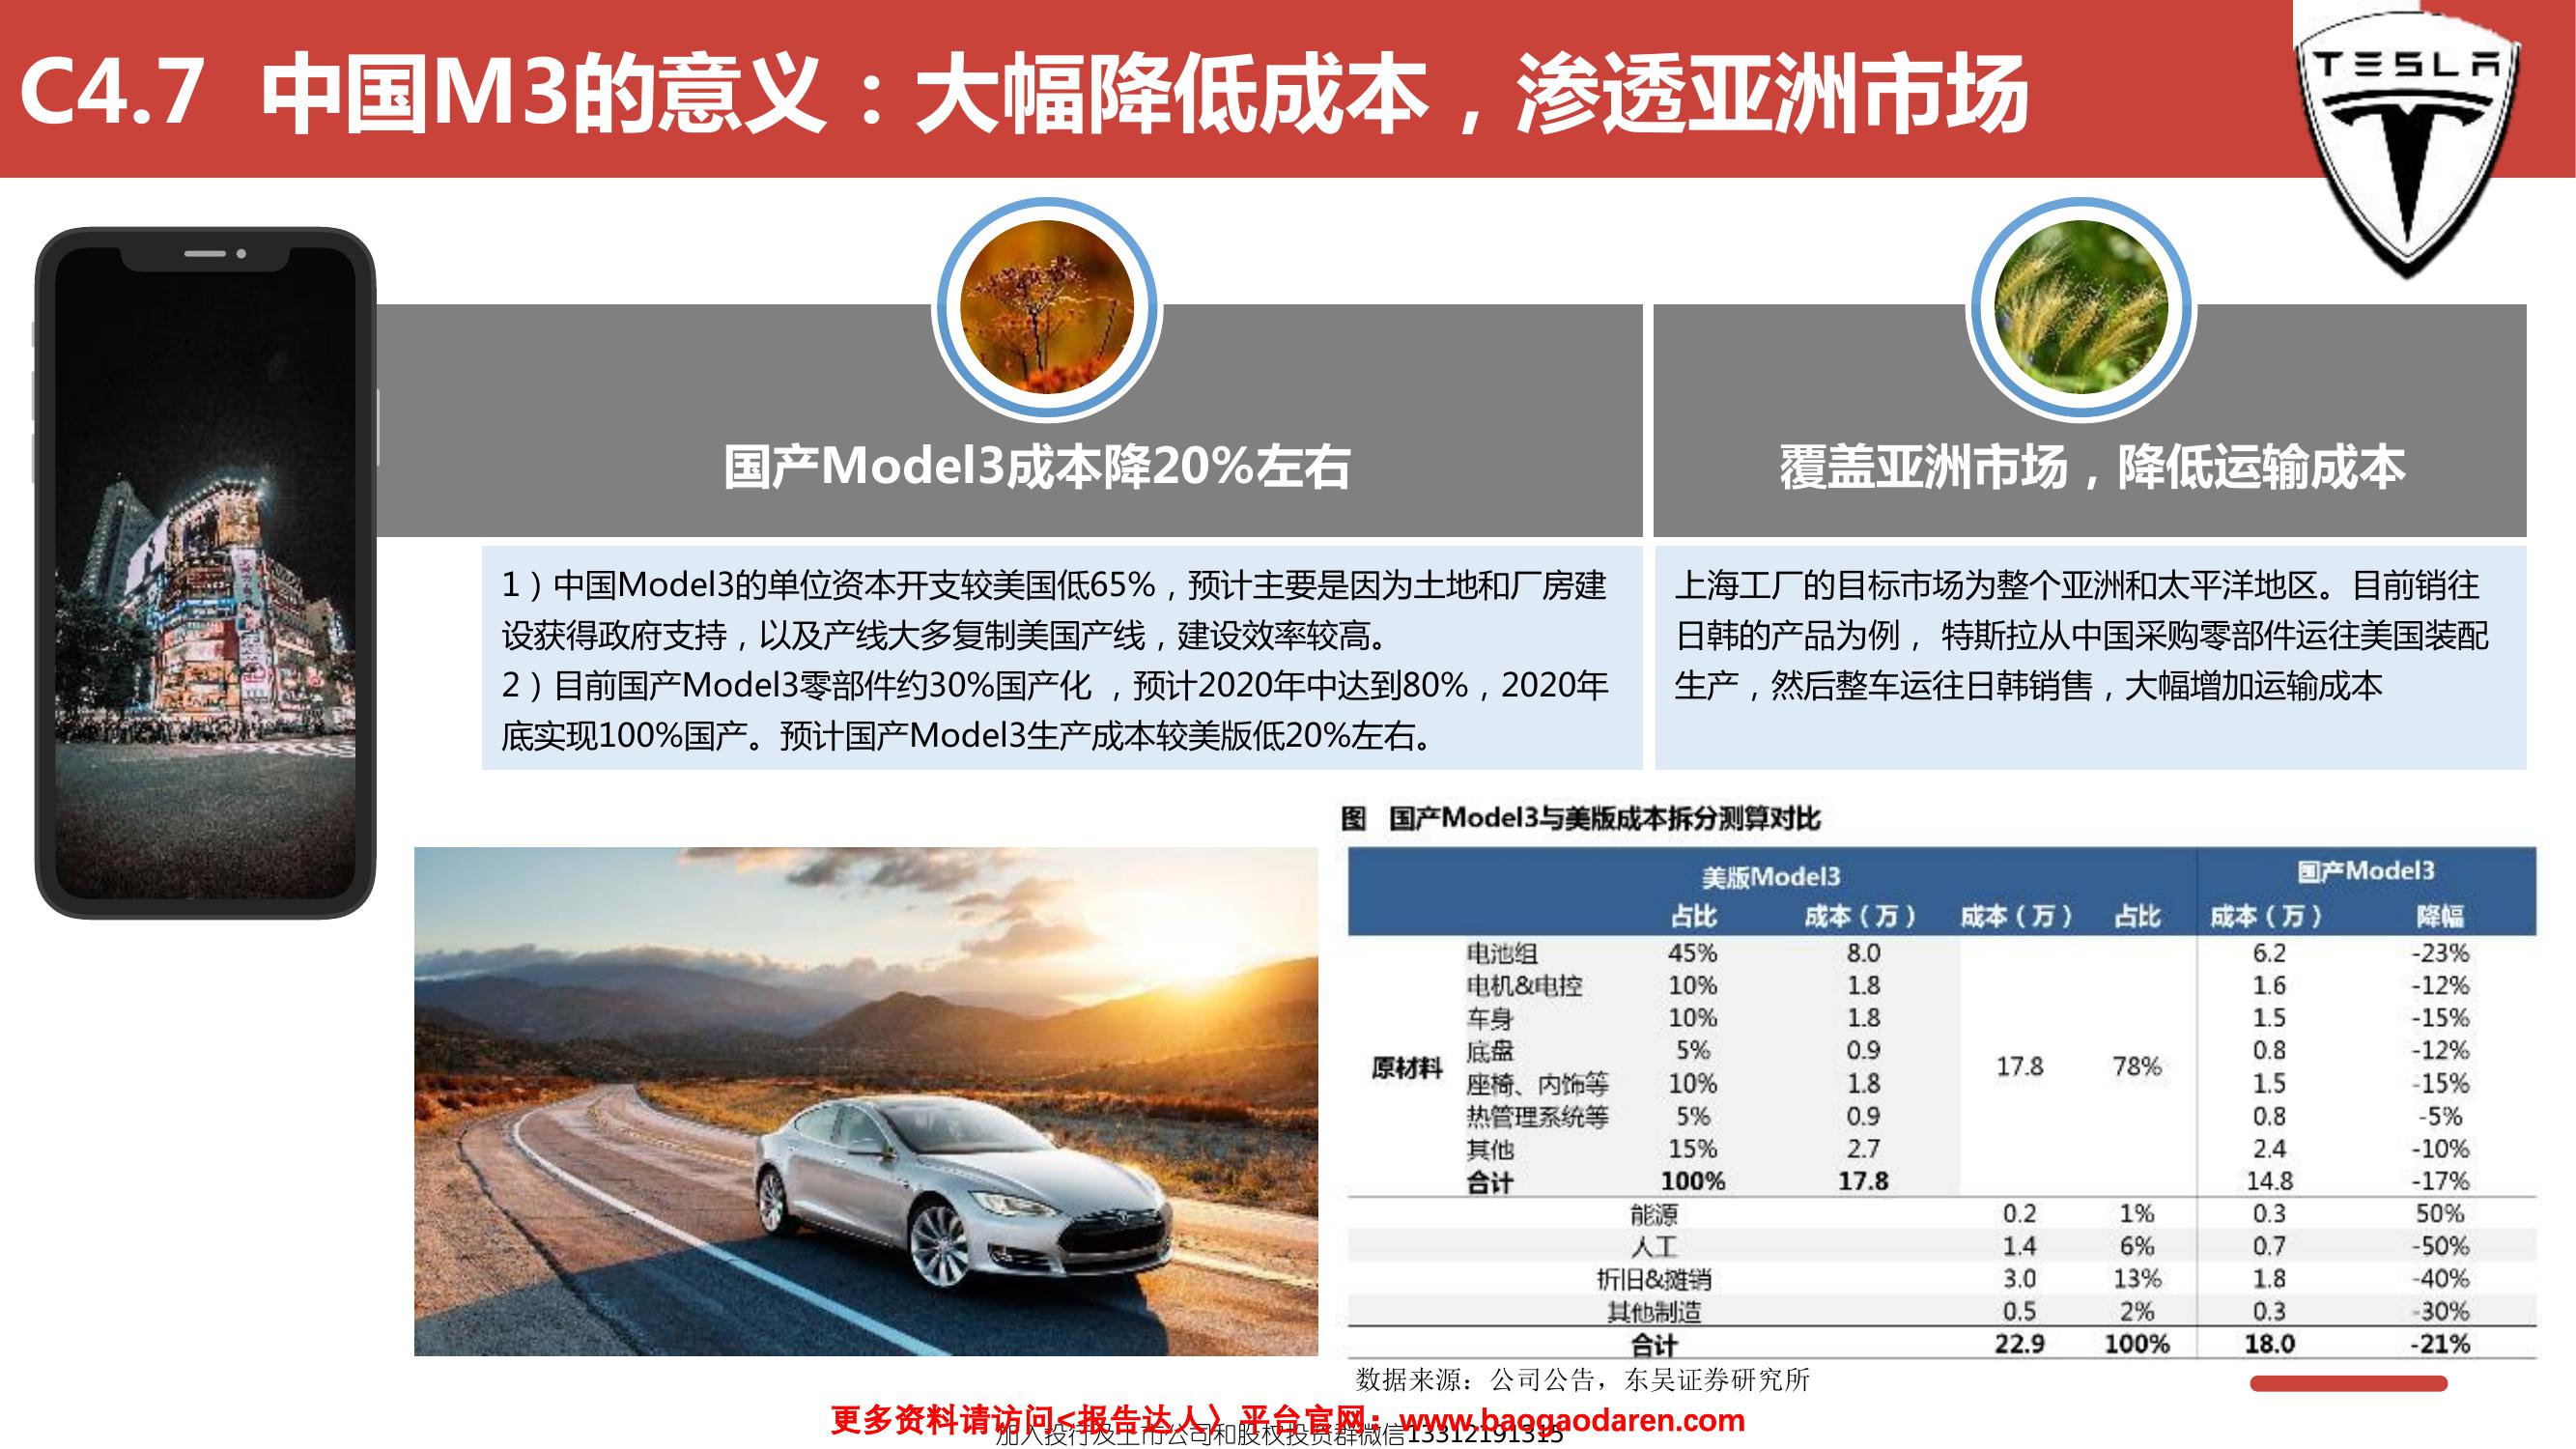 C4.7 中国M3的意义：大幅降低成本，渗透亚洲市场
TESLA
国产Model3成本降20%左右
覆盖亚洲市场，降低运输成本
1）中国Model3的单位资本开支较美国低65%，预计主要是因为土地和厂房建
设获得政府支持，以及产线大多复制美国产线，建设效率较高。
2）目前国产Model3零部件约30%国产化 ，预计2020年中达到80%，2020年
底实现100%国产。预计国产Model3生产成本较美版低20%左右。
上海工厂的目标市场为整个亚洲和太平洋地区。目前销往
日韩的产品为例， 特斯拉从中国采购零部件运往美国装配
生产，然后整车运往日韩销售，大幅增加运输成本
图 国产Model3与美版成本拆分测算对比
美版Model3 国产Model3
占比 成本（万） 成本（万） 占比 成本（万） 降幅
电池组 45% 8.0 6.2 -23%
电机&电控 10% 1.8 1.6 -12%
车身 10% 1.8 1.5 -15%
底盘 5% 0.9 0.8 -12%
原材料 17.8 78%
座椅、内饰等 10% 1.8 1.5 -15%
热管理系统等 5% 0.9 0.8 -5%
其他 15% 2.7 2.4 -10%
合计 100% 17.8 14.8 -17%
能源 0.2 1% 0.3 50%
人工 1.4 6% 0.7 -50%
折旧&摊销 3.0 13% 1.8 -40%
其他制造 0.5 2% 0.3 -30%
合计 22.9 100% 18.0 -21%
数据来源：公司公告，东吴证券研究所
更多资料请访问<报告达人〉平台官网：www.baogaodaren.com
加入投行及上市公司和股权投资群微信13312191315